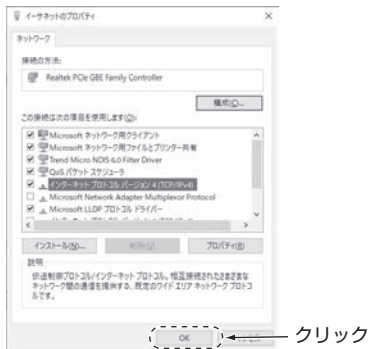 イーサネットのプロパティ
ネットワーク
接続の方法:
Realtek PCIe GBE Family Controller
構成(C)...
この接続は次の項目を使用します(O):
Microsoft ネットワーク用クライアント
Microsoft ネットワーク用ファイルとプリンター共有
Trend Micro NDIS 6.0 Filter Driver
QoS パケット スケジューラ
インターネット プロトコル バージョン 4 (TCP/IPv4)
Microsoft Network Adapter Multiplexor Protocol
Microsoft LLDP プロトコル ドライバー
インストール(N)...
削除(U)
プロパティ(R)
説明
伝送制御プロトコル/インターネット プロトコル。相互接続されたさまざまな
ネットワーク間の通信を提供する、既定のワイド エリア ネットワーク プロトコ
ルです。
OK
クリック